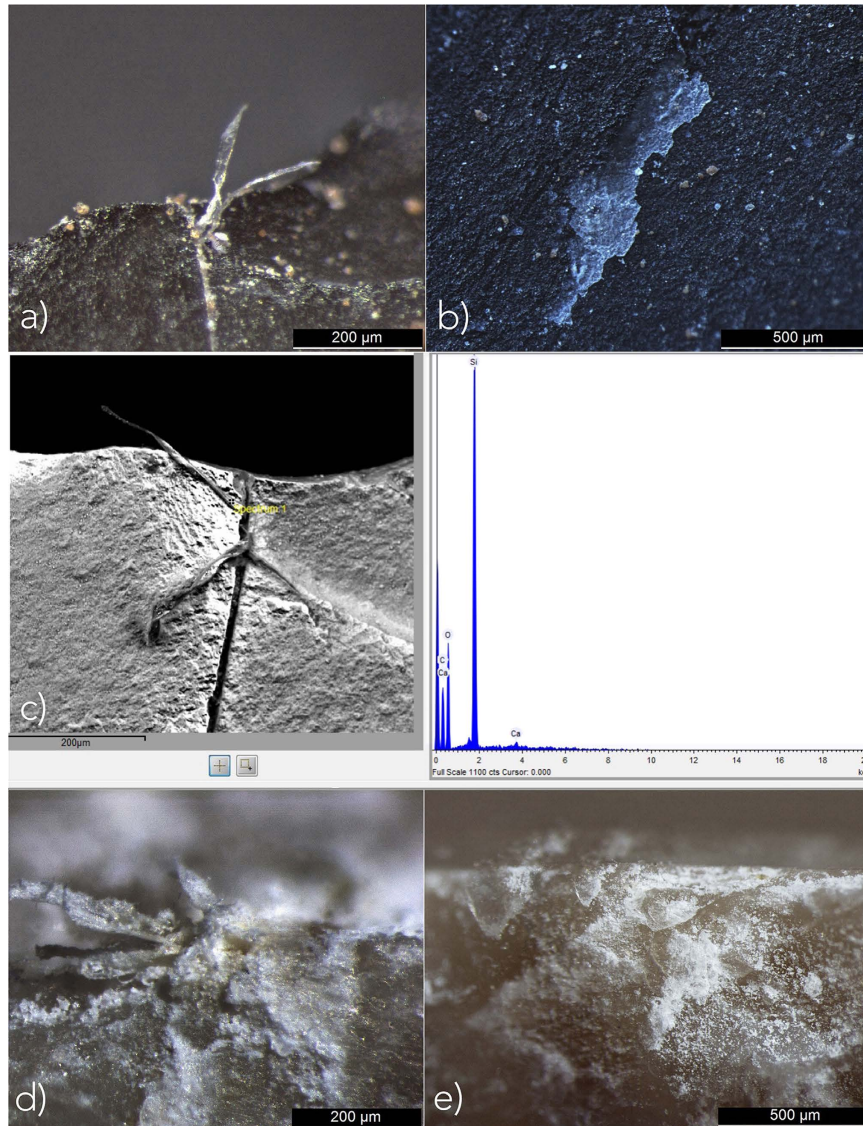 a)
200 µm
b)
500 µm
Spectrum 1
c)
200µm
Si
O
C
Ca
Ca
0 2 4 6 8 10 12 14 16 18 20
Full Scale 1100 cts Cursor: 0.000
d)
200 µm
e)
500 µm